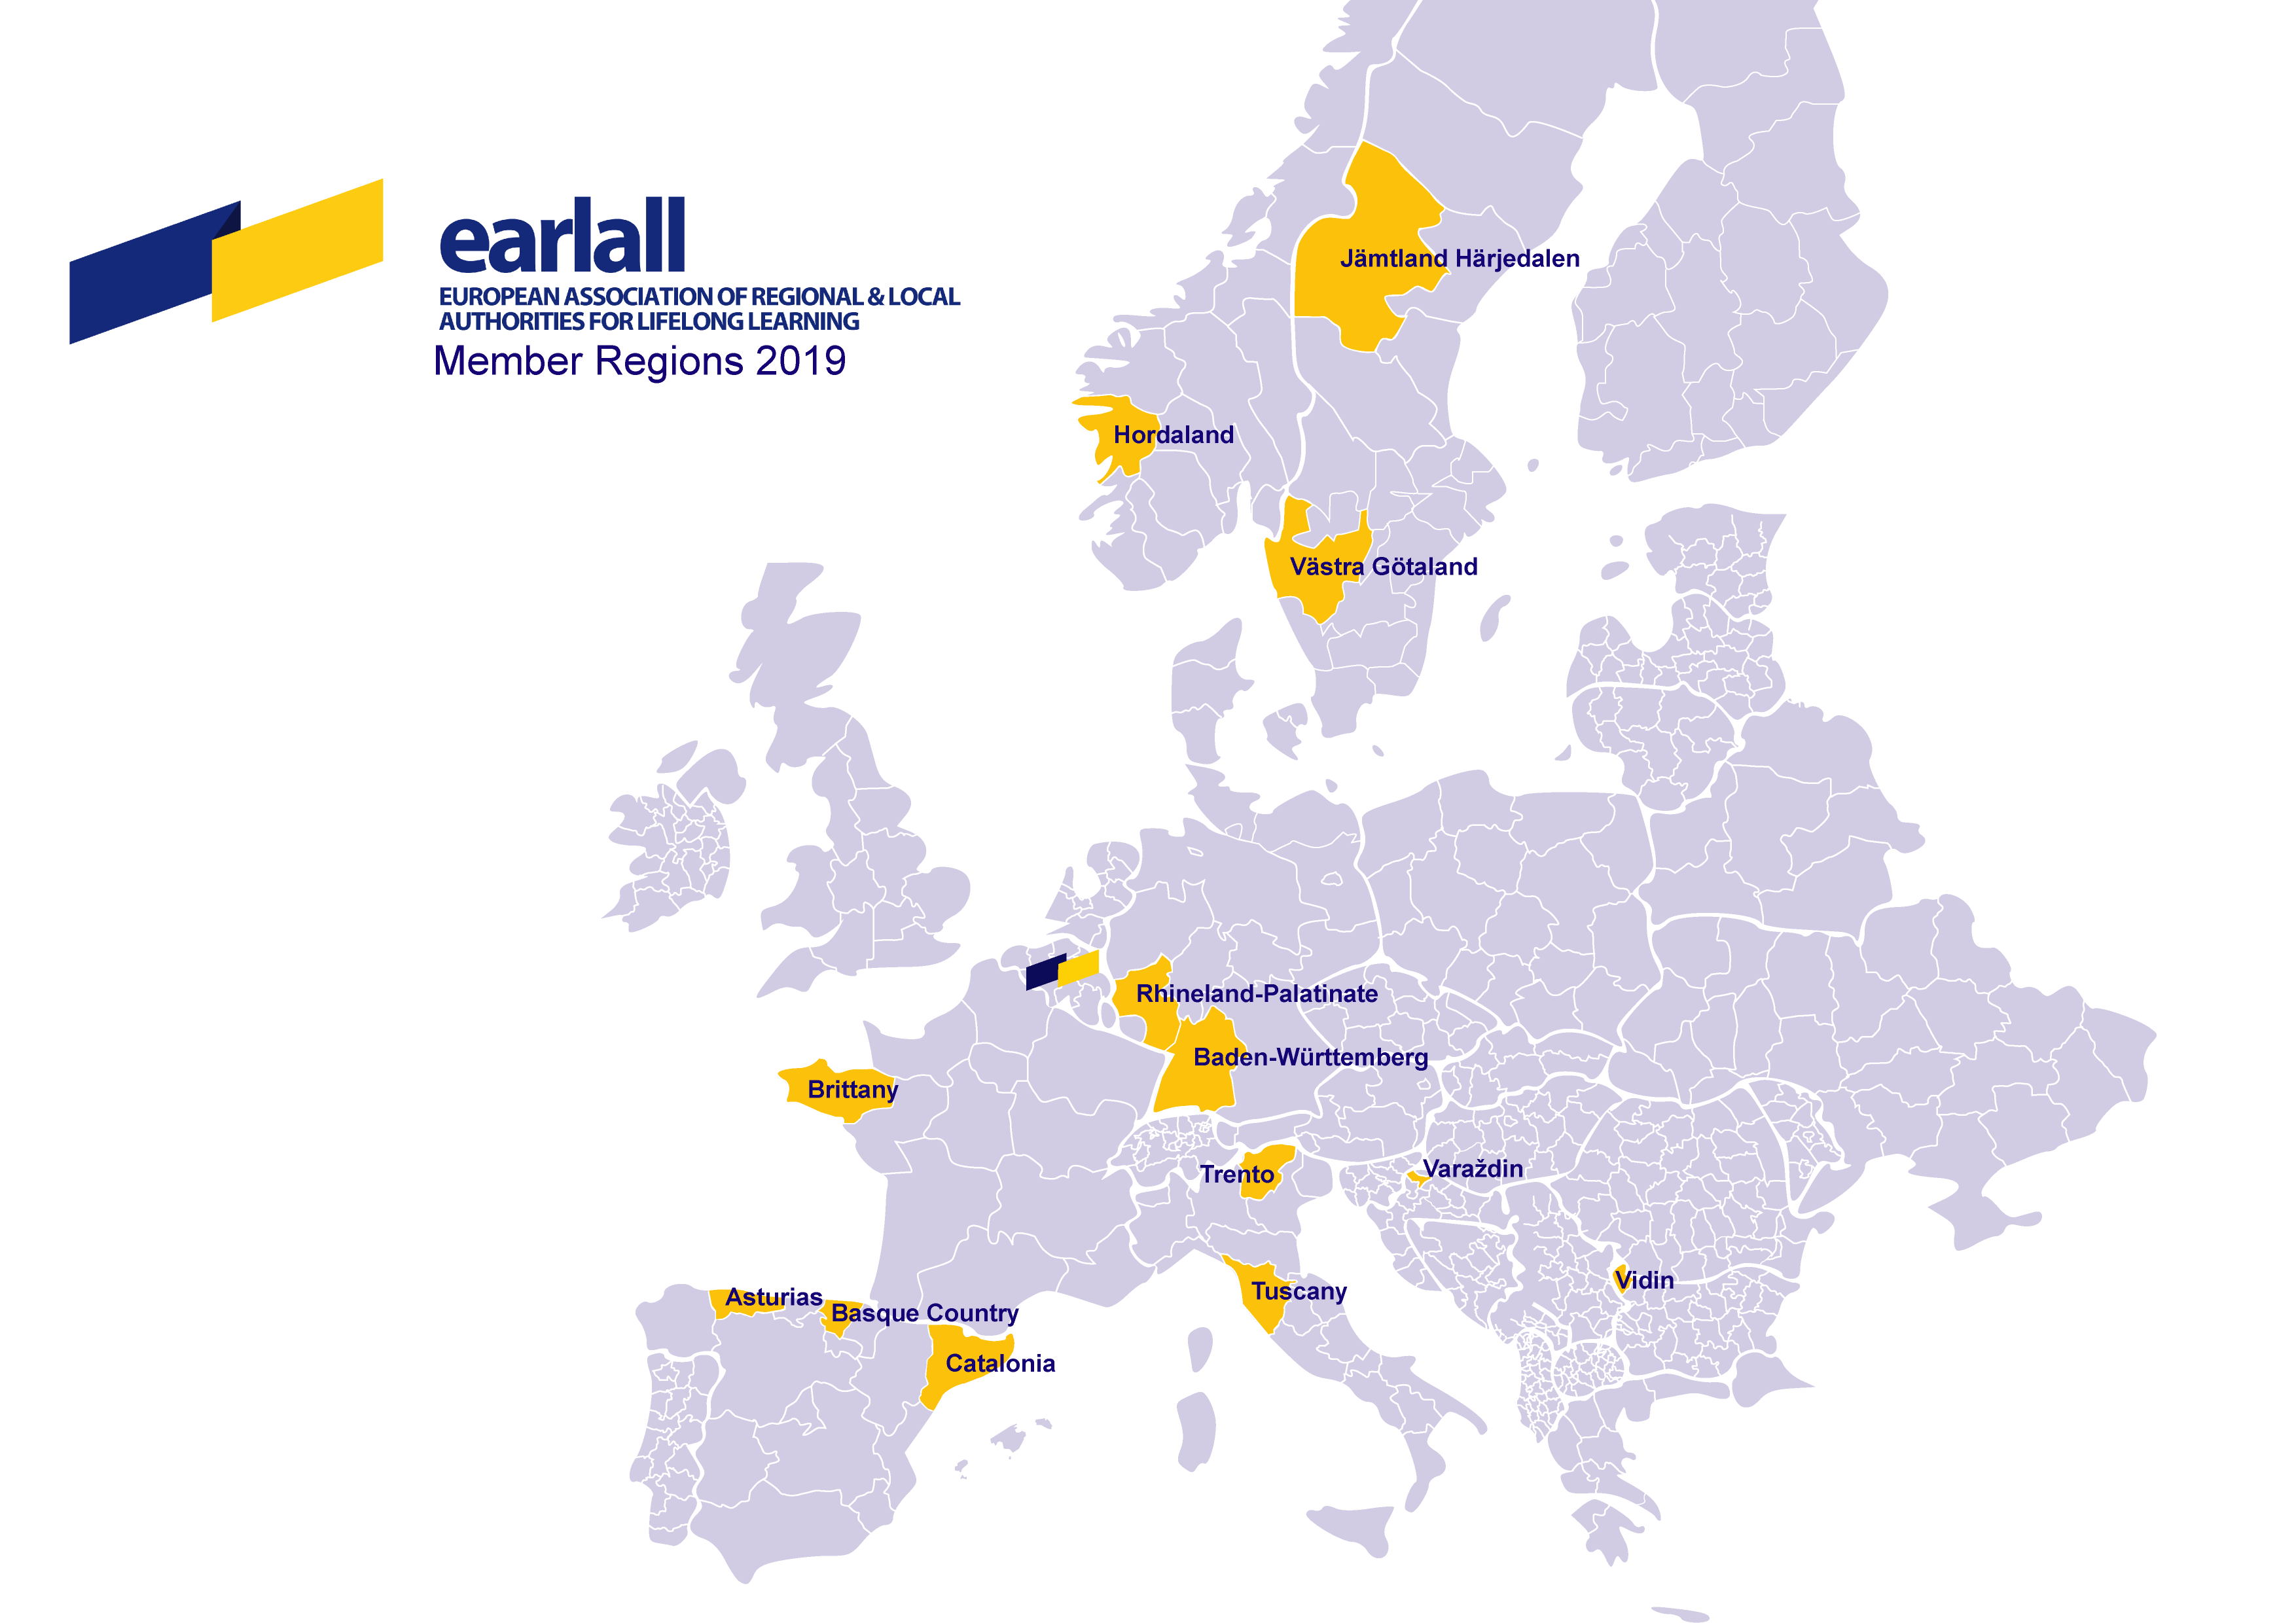 earlall
EUROPEAN ASSOCIATION OF REGIONAL & LOCAL
AUTHORITIES FOR LIFELONG LEARNING
Member Regions 2019
Jämtland Härjedalen
Hordaland
Västra Götaland
Rhineland-Palatinate
Baden-Württemberg
Brittany
Trento
Varaždin
Vidin
Tuscany
Asturias
Basque Country
Catalonia